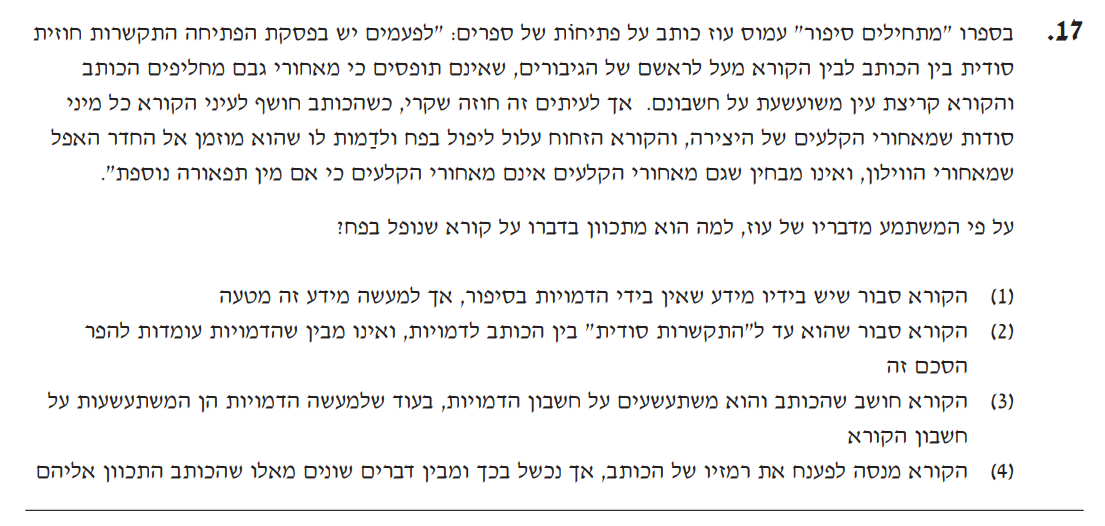 17. בספרו "מתחילים סיפור" עמוס עוז כותב על פתיחוֹת של ספרים: "לפעמים יש בפסקת הפתיחה התקשרות חוזית
סודית בין הכותב לבין הקורא מעל לראשם של הגיבורים, שאינם תופסים כי מאחורי גבם מחליפים הכותב
והקורא קריצת עין משועשעת על חשבונם. אך לעיתים זה חוזה שקרי, כשהכותב חושף לעיני הקורא כל מיני
סודות שמאחורי הקלעים של היצירה, והקורא הזחוח עלול ליפול בפח ולדַמות לו שהוא מוזמן אל החדר האפל
שמאחורי הווילון, ואינו מבחין שגם מאחורי הקלעים אינם מאחורי הקלעים כי אם מין תפאורה נוספת".
על פי המשתמע מדבריו של עוז, למה הוא מתכוון בדברו על קורא שנופל בפח?
(1) הקורא סבור שיש בידיו מידע שאין בידי הדמויות בסיפור, אך למעשה מידע זה מטעה
(2) הקורא סבור שהוא עד ל"התקשרות סודית" בין הכותב לדמויות, ואינו מבין שהדמויות עומדות להפר
הסכם זה
(3) הקורא חושב שהכותב והוא משתעשעים על חשבון הדמויות, בעוד שלמעשה הדמויות הן המשתעשעות על
חשבון הקורא
(4) הקורא מנסה לפענח את רמזיו של הכותב, אך נכשל בכך ומבין דברים שונים מאלו שהכותב התכוון אליהם